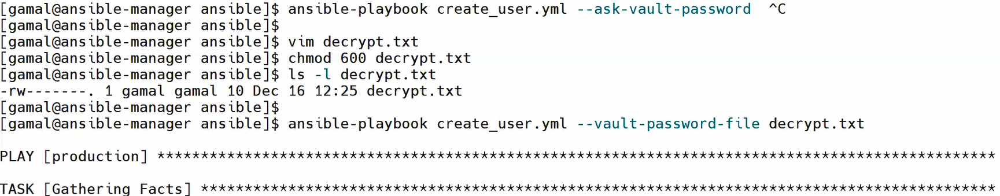 [gamal@ansible-manager ansible]$ ansible-playbook create_user.yml --ask-vault-password  ^C
[gamal@ansible-manager ansible]$
[gamal@ansible-manager ansible]$ vim decrypt.txt
[gamal@ansible-manager ansible]$ chmod 600 decrypt.txt
[gamal@ansible-manager ansible]$ ls -l decrypt.txt
-rw-------. 1 gamal gamal 10 Dec 16 12:25 decrypt.txt
[gamal@ansible-manager ansible]$
[gamal@ansible-manager ansible]$ ansible-playbook create_user.yml --vault-password-file decrypt.txt
PLAY [production] ************************************************************************************************
TASK [Gathering Facts] *******************************************************************************************